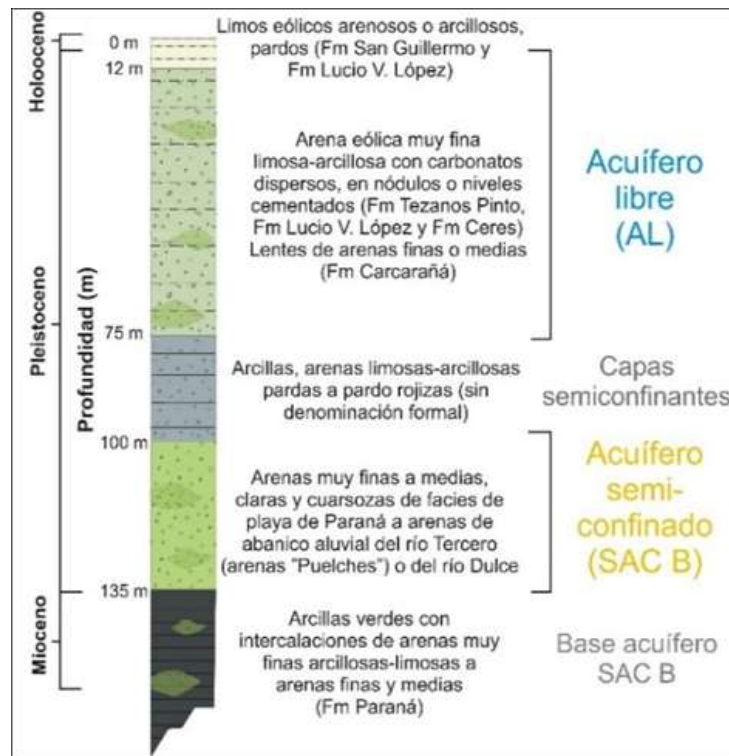 Holooceno
Pleistoceno
Mioceno
Profundidad (m)
0 m
12 m
75 m
100 m
135 m
Limos eólicos arenosos o arcillosos,
pardos (Fm San Guillermo y
Fm Lucio V. López)
Arena eólica muy fina
limosa-arcillosa con carbonatos
dispersos, en nódulos o niveles
cementados (Fm Tezanos Pinto,
Fm Lucio V. López y Fm Ceres)
Lentes de arenas finas o medias
(Fm Carcarañá)
Acuífero
libre
(AL)
Arcillas, arenas limosas-arcillosas
pardas a pardo rojizas (sin
denominación formal)
Capas
semiconfinantes
Arenas muy finas a medias,
claras y cuarsozas de facies de
playa de Paraná a arenas de
abanico aluvial del río Tercero
(arenas "Puelches") o del río Dulce
Acuífero
semi-
confinado
(SAC B)
Arcillas verdes con
intercalaciones de arenas muy
finas arcillosas-limosas a
arenas finas y medias
(Fm Paraná)
Base acuífero
SAC B